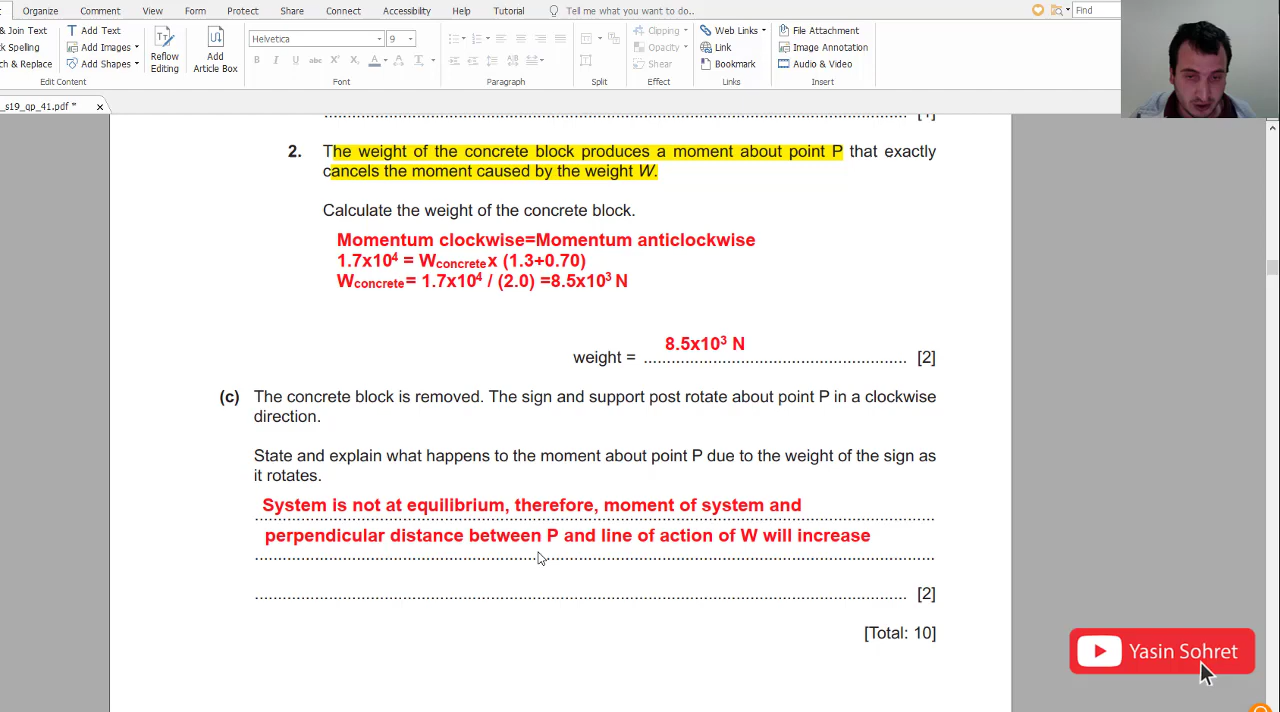 Organize Comment View Form Protect Share Connect Accessibility Help Tutorial Tell me what you want to do.. Find
Join Text Add Text Clipping Web Links File Attachment
Spelling Add Images Opacity Link Image Annotation
& Replace Add Shapes Shear Bookmark Audio & Video
Reflow Editing Add Article Box Helvetica 9
Edit Content Font Paragraph Split Effect Links Insert
_s19_qp_41.pdf *
[1]
2. The weight of the concrete block produces a moment about point P that exactly
cancels the moment caused by the weight W.
Calculate the weight of the concrete block.
Momentum clockwise=Momentum anticlockwise
1.7x10⁴ = Wconcrete x (1.3+0.70)
Wconcrete = 1.7x10⁴ / (2.0) =8.5x10³ N
8.5x10³ N
weight = .................................................. [2]
(c) The concrete block is removed. The sign and support post rotate about point P in a clockwise
direction.
State and explain what happens to the moment about point P due to the weight of the sign as
it rotates.
System is not at equilibrium, therefore, moment of system and
perpendicular distance between P and line of action of W will increase
[2]
[Total: 10]
Yasin Sohret